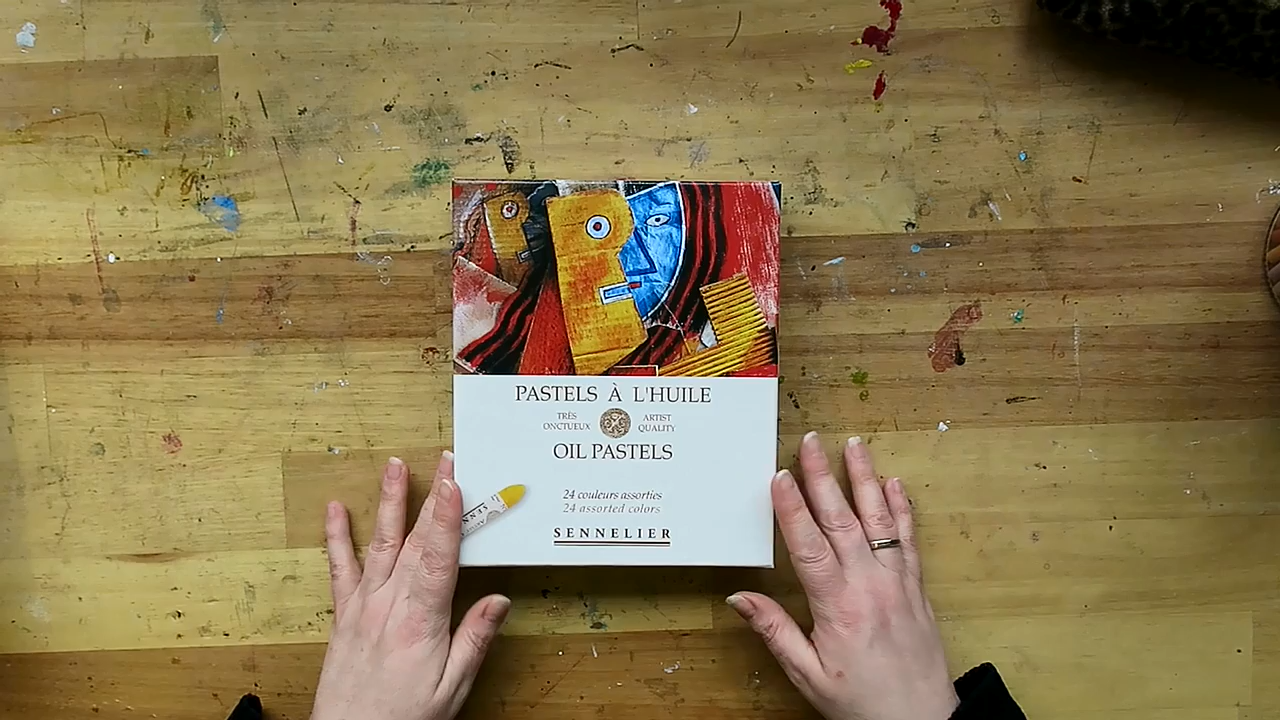 PASTELS À L'HUILE
TRÈS
ONCTUEUX
ARTIST
QUALITY
OIL PASTELS
24 couleurs assorties
24 assorted colors
SENNELIER